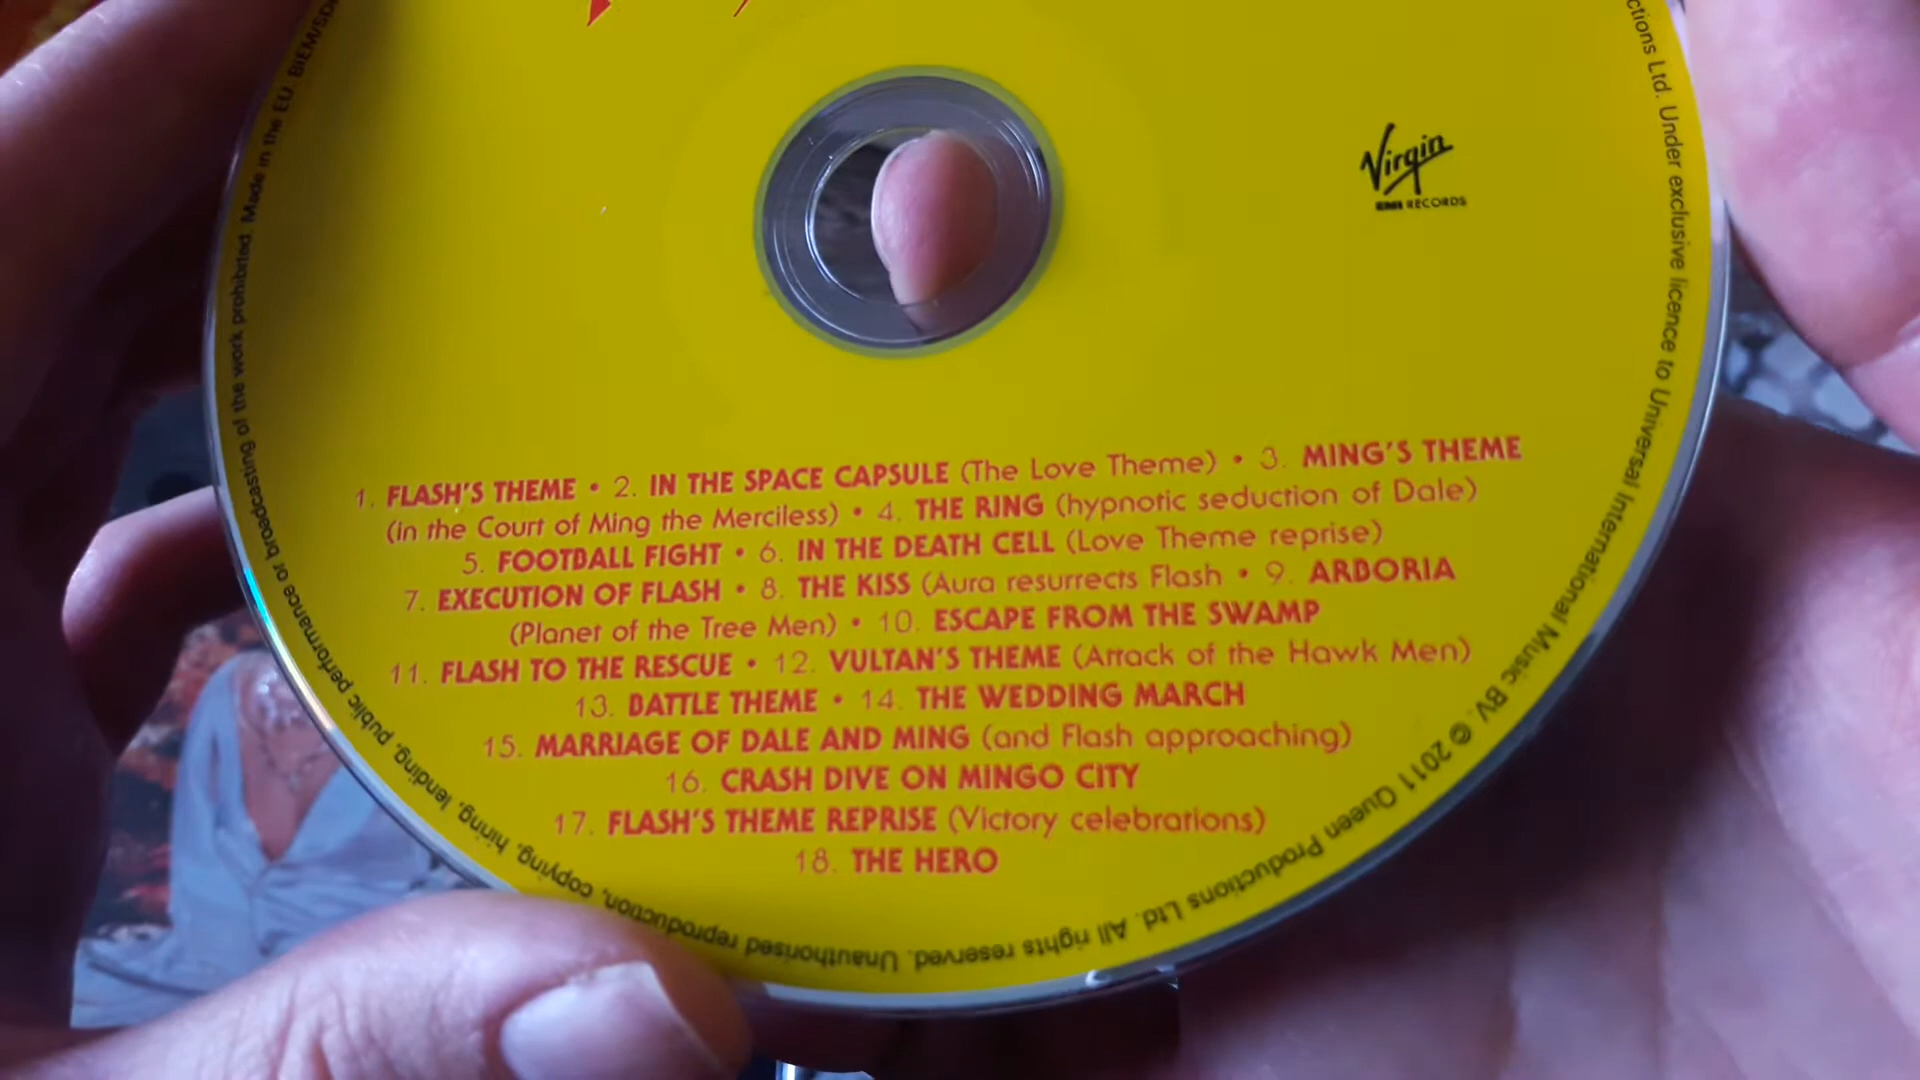 Virgin
EMI RECORDS
1. FLASH'S THEME • 2. IN THE SPACE CAPSULE (The Love Theme) • 3. MING'S THEME
(in the Court of Ming the Merciless) • 4. THE RING (hypnotic seduction of Dale)
5. FOOTBALL FIGHT • 6. IN THE DEATH CELL (Love Theme reprise)
7. EXECUTION OF FLASH • 8. THE KISS (Aura resurrects Flash • 9. ARBORIA
(Planet of the Tree Men) • 10. ESCAPE FROM THE SWAMP
11. FLASH TO THE RESCUE • 12. VULTAN'S THEME (Attack of the Hawk Men)
13. BATTLE THEME • 14. THE WEDDING MARCH
15. MARRIAGE OF DALE AND MING (and Flash approaching)
16. CRASH DIVE ON MINGO CITY
17. FLASH'S THEME REPRISE (Victory celebrations)
18. THE HERO
Ltd. Under exclusive licence to Universal International Music BV. © 2011 Queen Productions Ltd. All rights reserved. Unauthorised reproduction, copying, hiring, lending, public performance or broadcasting of the work prohibited. Made in the EU. BIEM/SD